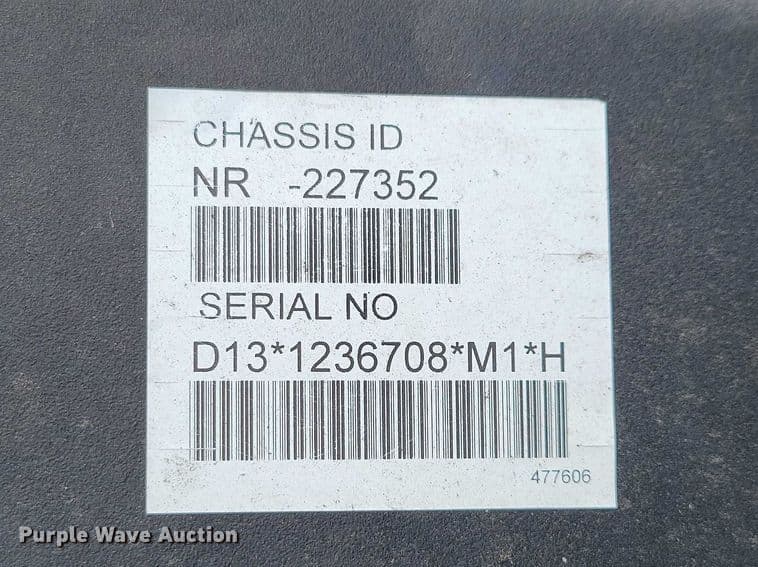 CHASSIS ID
NR -227352
SERIAL NO
D13*1236708*M1*H
477606
Purple Wave Auction